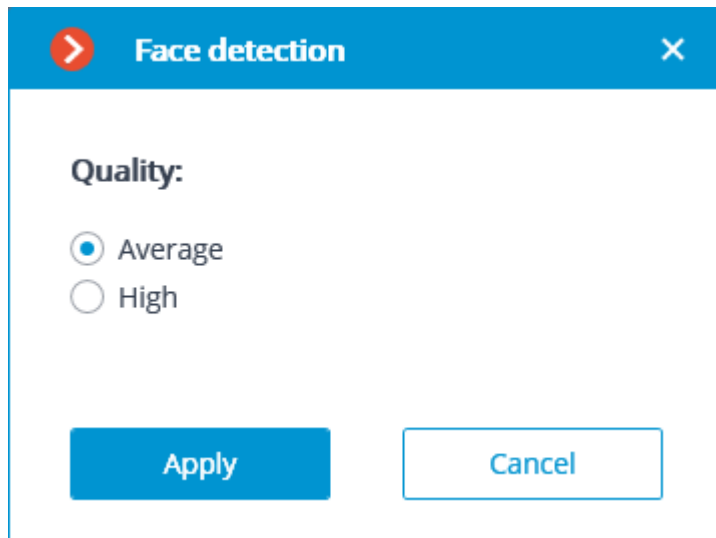 Face detection
Quality:
Average
High
Apply
Cancel